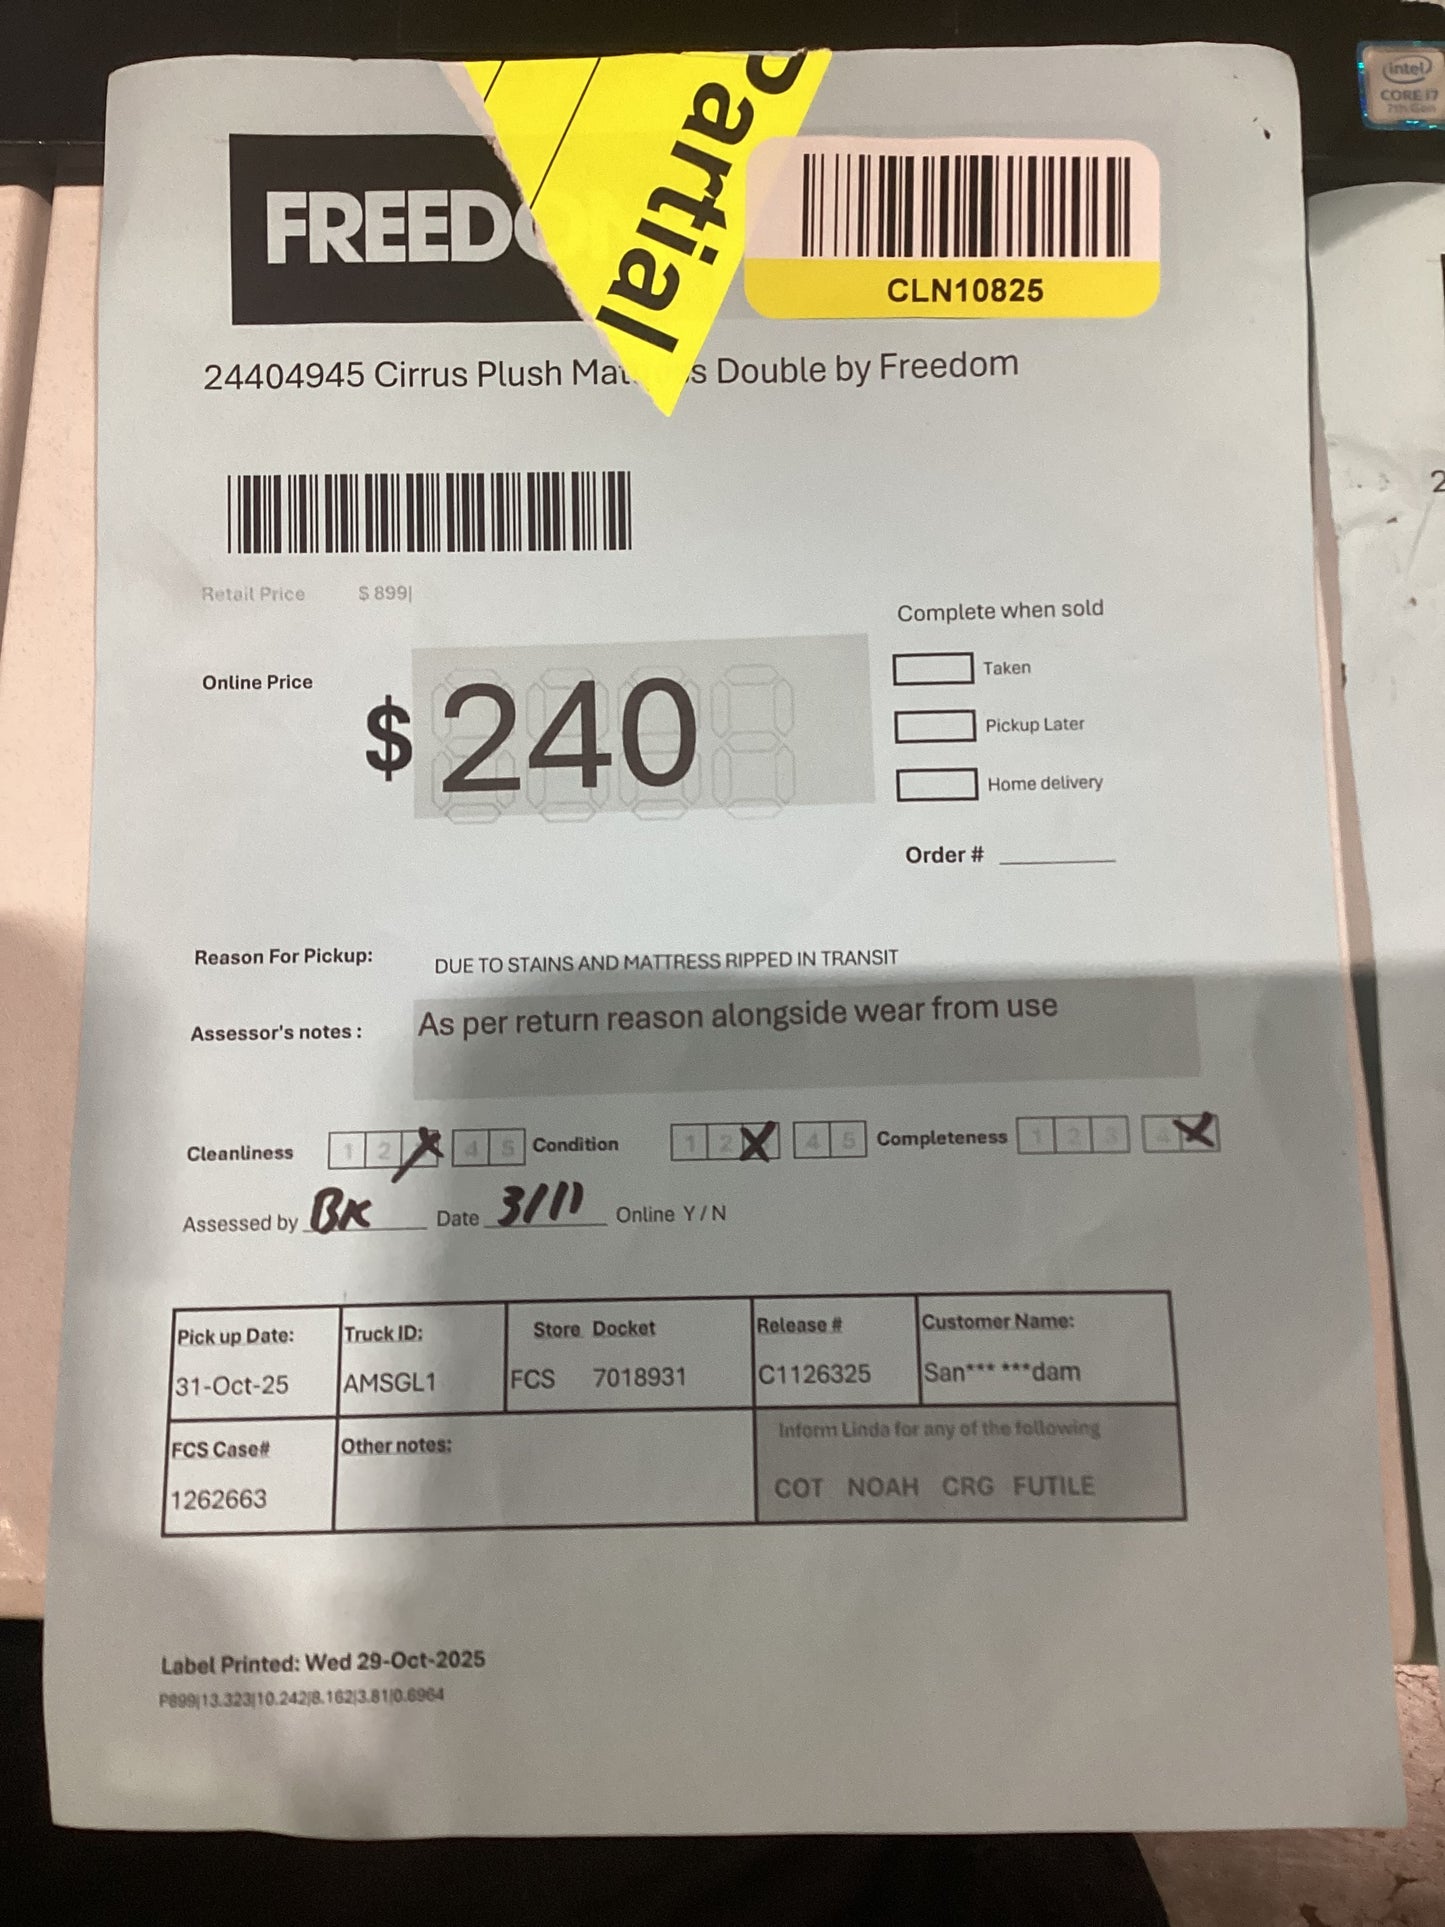 Partial
FREEDO
CLN10825
24404945 Cirrus Plush Mat s Double by Freedom
Retail Price $ 899|
Complete when sold
Online Price $ 240
Taken
Pickup Later
Home delivery
Order #
Reason For Pickup: DUE TO STAINS AND MATTRESS RIPPED IN TRANSIT
Assessor's notes : As per return reason alongside wear from use
Cleanliness 1 2 X 4 5 Condition 1 2 X 4 5 Completeness 1 2 3 4 X
Assessed by BK Date 3/11 Online Y / N
Pick up Date: Truck ID: Store Docket Release # Customer Name:
31-Oct-25 AMSGL1 FCS 7018931 C1126325 San*** ***dam
FCS Case# Other notes: Inform Linda for any of the following
1262663 COT NOAH CRG FUTILE
Label Printed: Wed 29-Oct-2025
P899|13.323|10.242|8.162|3.81|0.6964
intel
CORE i7
7th Gen
2